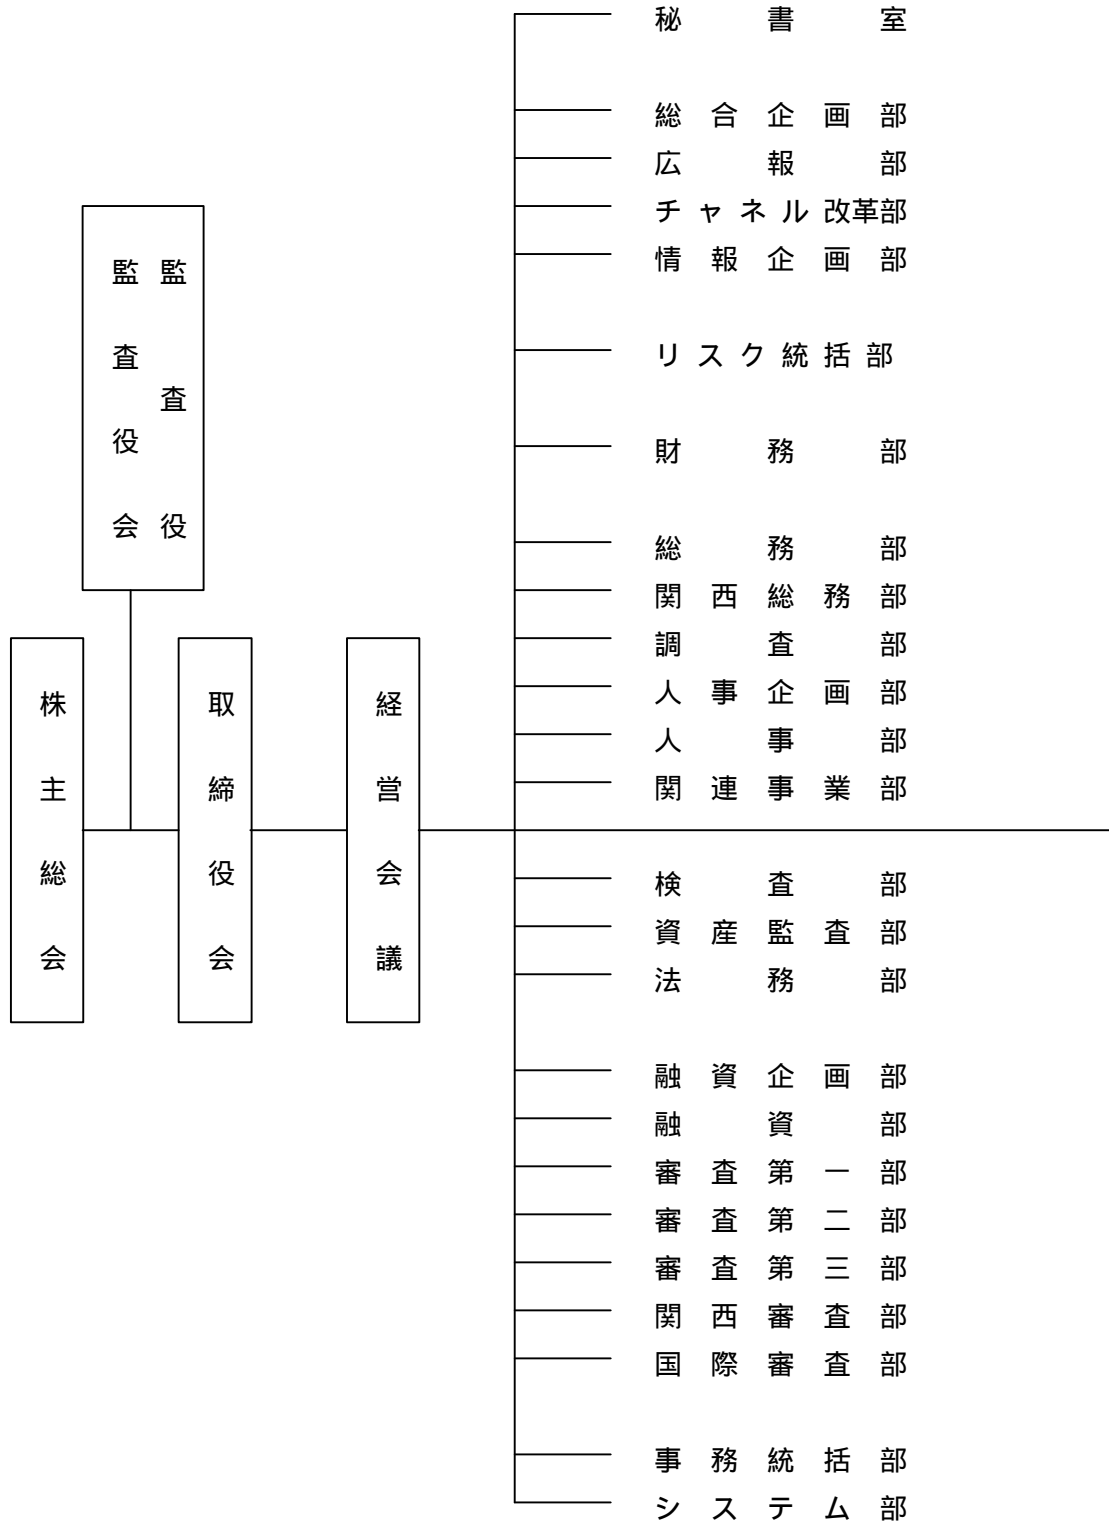 秘書室
総合企画部
広報部
チャネル改革部
情報企画部
リスク統括部
財務部
総務部
関西総務部
調査部
人事企画部
人事部
関連事業部
検査部
資産監査部
法務部
融資企画部
融資部
審査第一部
審査第二部
審査第三部
関西審査部
国際審査部
事務統括部
システム部
監査役
監査役会
株主総会
取締役会
経営会議